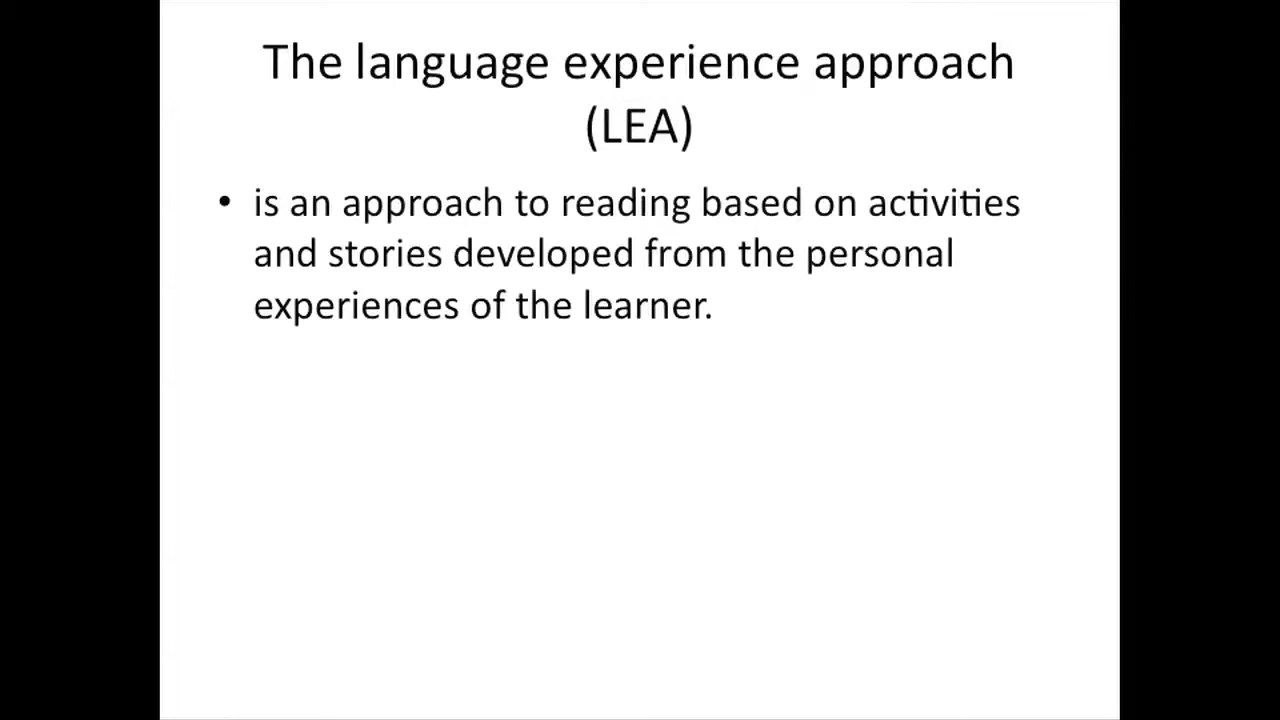 The language experience approach
(LEA)
• is an approach to reading based on activities
and stories developed from the personal
experiences of the learner.